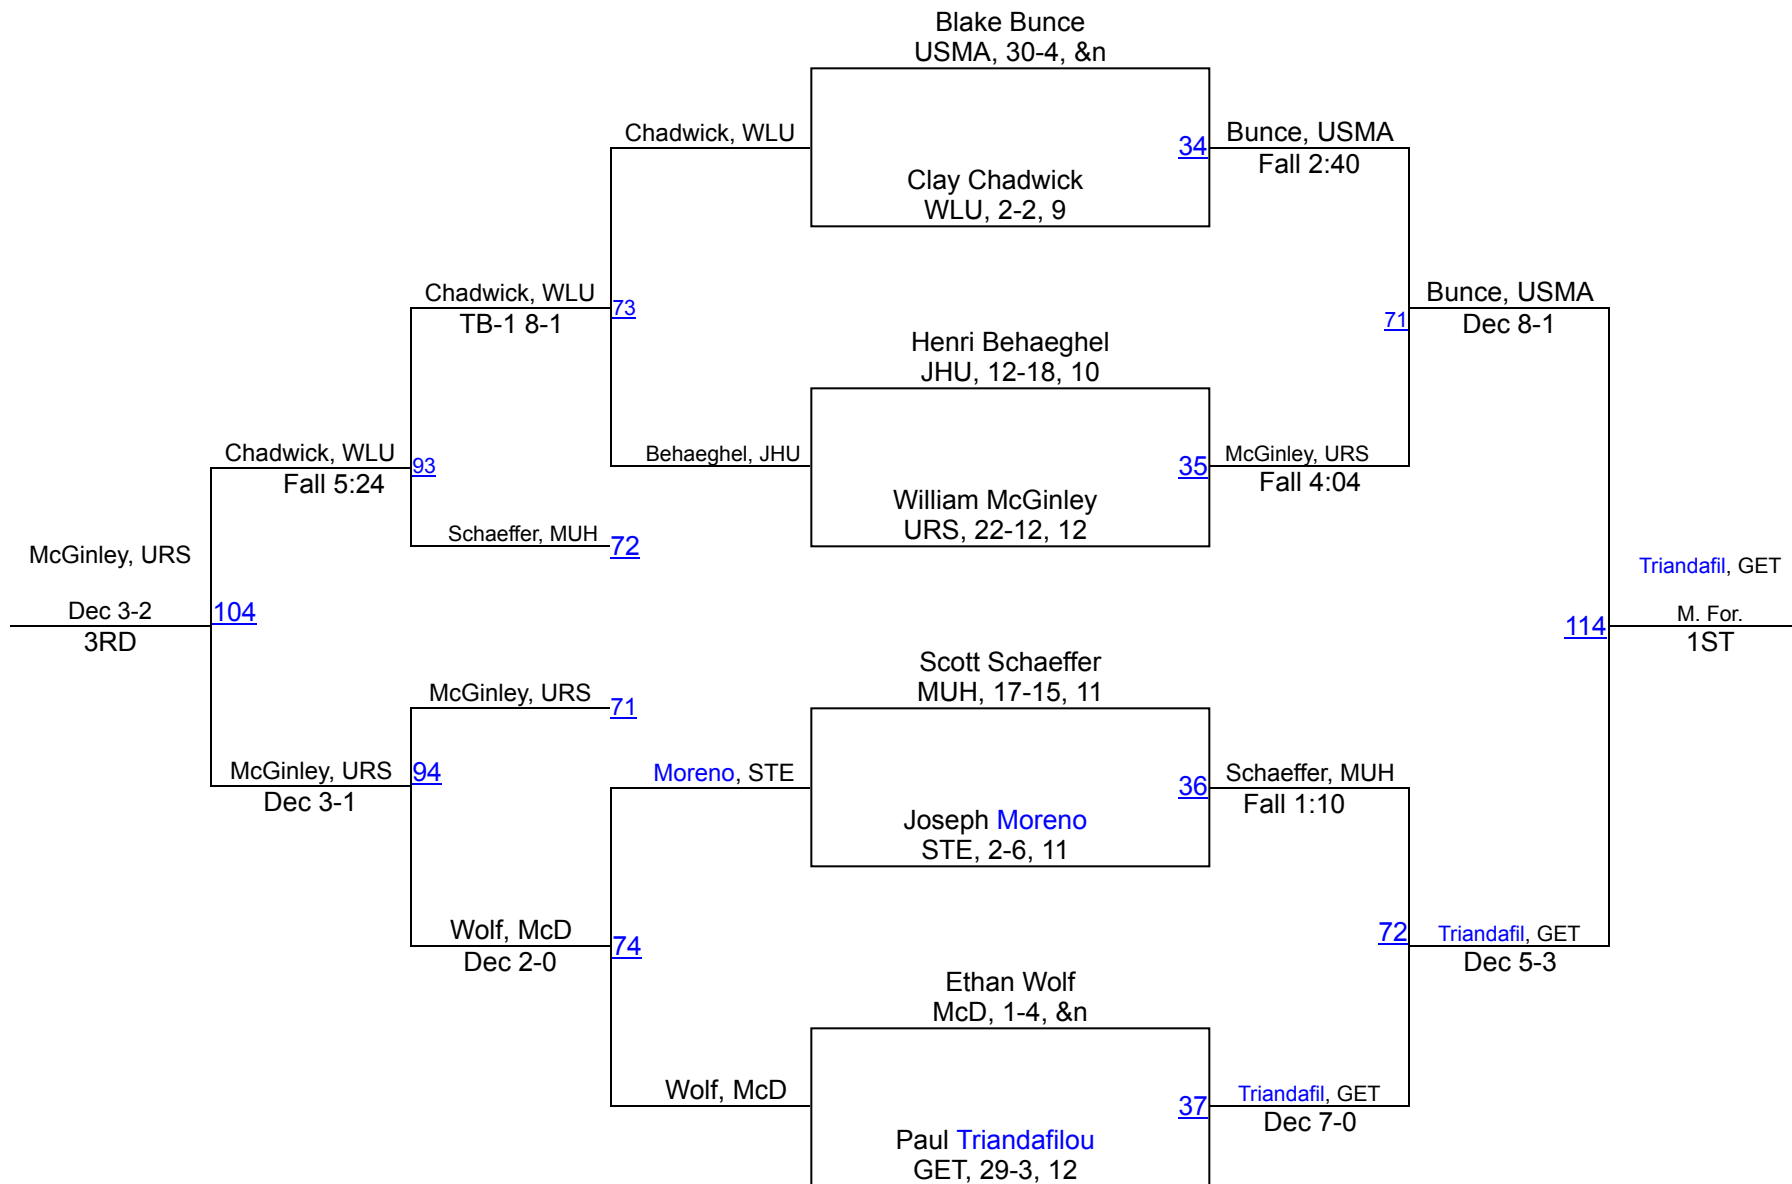 Blake Bunce
USMA, 30-4, &n
Chadwick, WLU
34
Bunce, USMA
Fall 2:40
Clay Chadwick
WLU, 2-2, 9
Chadwick, WLU
TB-1 8-1
73
Bunce, USMA
Dec 8-1
71
Henri Behaeghel
JHU, 12-18, 10
Chadwick, WLU
Fall 5:24
93
Behaeghel, JHU
35
McGinley, URS
Fall 4:04
William McGinley
URS, 22-12, 12
Schaeffer, MUH
72
McGinley, URS
Dec 3-2
3RD
104
Triandafil, GET
M. For.
1ST
114
Scott Schaeffer
MUH, 17-15, 11
McGinley, URS
71
McGinley, URS
Dec 3-1
94
Moreno, STE
36
Schaeffer, MUH
Fall 1:10
Joseph Moreno
STE, 2-6, 11
Wolf, McD
Dec 2-0
74
72
Triandafil, GET
Dec 5-3
Ethan Wolf
McD, 1-4, &n
Wolf, McD
37
Triandafil, GET
Dec 7-0
Paul Triandafilou
GET, 29-3, 12